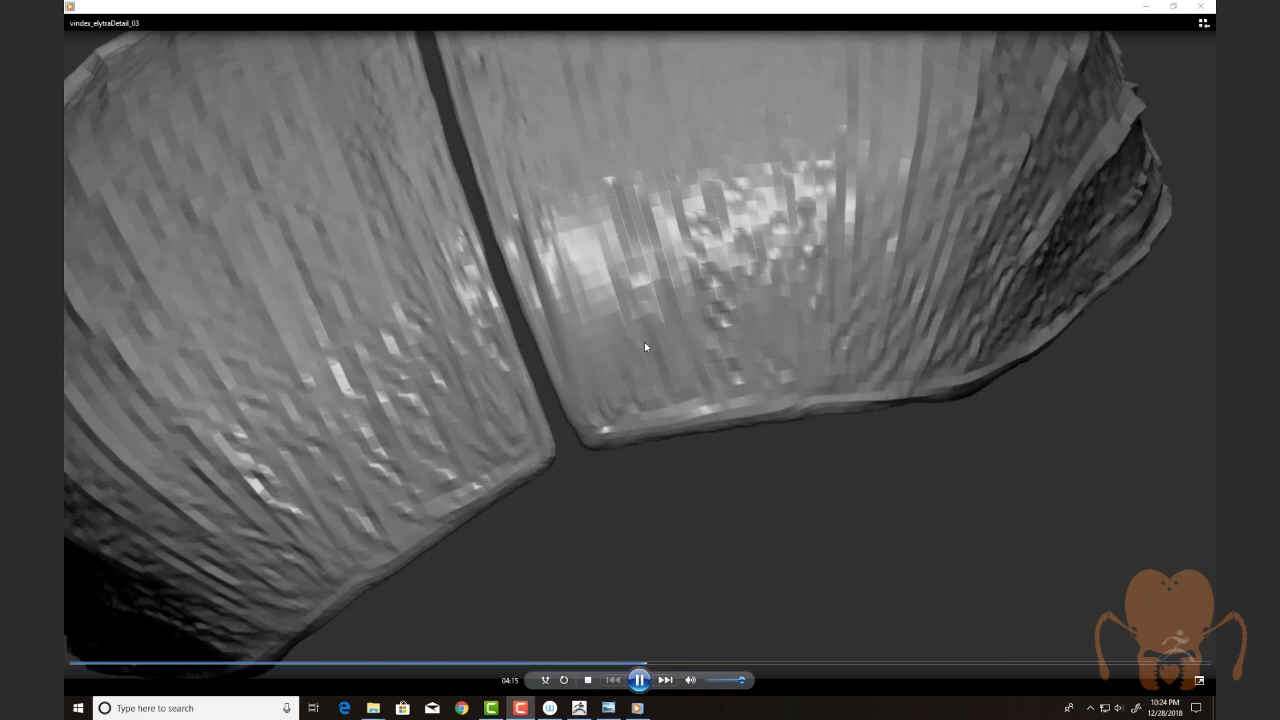 vindex_elytraDetail_03
04:15
Type here to search
10:24 PM
12/28/2018